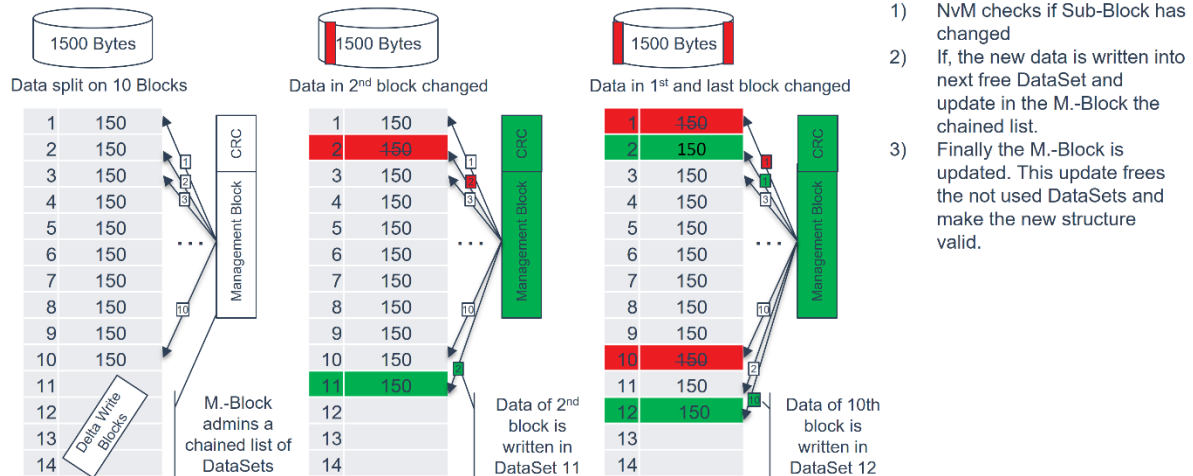 1500 Bytes
Data split on 10 Blocks
1 150
2 150
3 150
4 150
5 150
6 150
7 150
8 150
9 150
10 150
11
12
13
14
Delta Write
Blocks
1
2
3
...
10
CRC
Management Block
M.-Block
admins a
chained list of
DataSets
1500 Bytes
Data in 2nd block changed
1 150
2 150
3 150
4 150
5 150
6 150
7 150
8 150
9 150
10 150
11 150
12
13
14
1
2
3
...
10
2
CRC
Management Block
Data of 2nd
block is
written in
DataSet 11
1500 Bytes
Data in 1st and last block changed
1 150
2 150
3 150
4 150
5 150
6 150
7 150
8 150
9 150
10 150
11 150
12 150
13
14
1
1
3
...
10
2
10
CRC
Management Block
Data of 10th
block is
written in
DataSet 12
1) NvM checks if Sub-Block has
changed
2) If, the new data is written into
next free DataSet and
update in the M.-Block the
chained list.
3) Finally the M.-Block is
updated. This update frees
the not used DataSets and
make the new structure
valid.